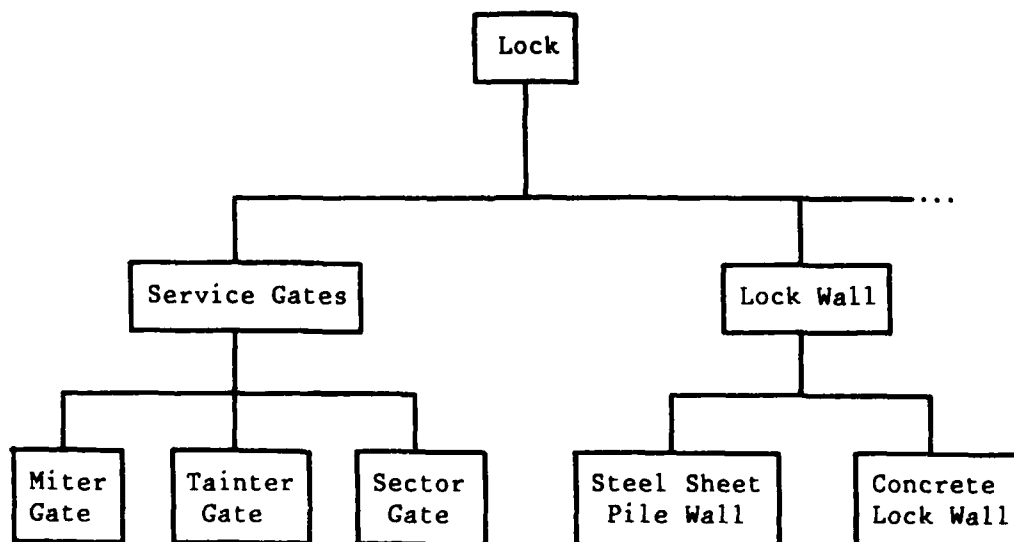 Lock
...
Service Gates
Lock Wall
Miter
Gate
Tainter
Gate
Sector
Gate
Steel Sheet
Pile Wall
Concrete
Lock Wall